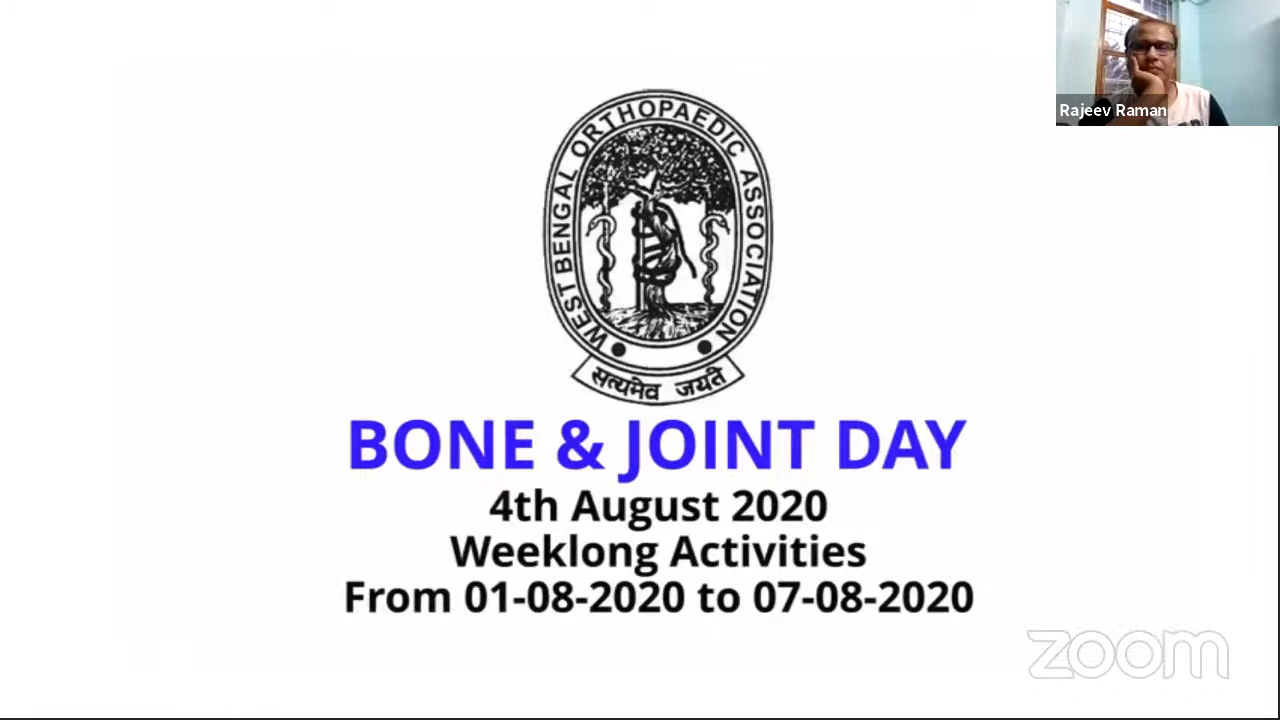 Rajeev Raman
WEST BENGAL ORTHOPAEDIC ASSOCIATION
सत्यमेव जयते
BONE & JOINT DAY
4th August 2020
Weeklong Activities
From 01-08-2020 to 07-08-2020
zoom